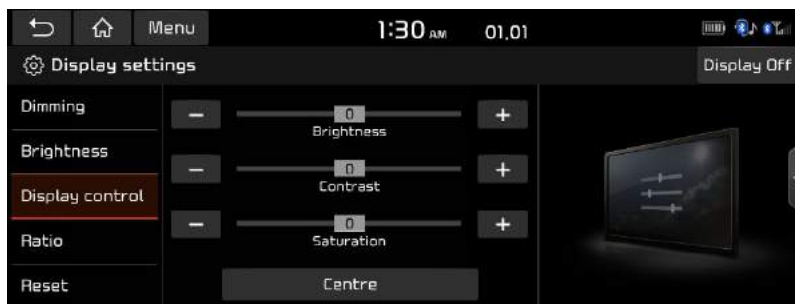 Menu 1:30 AM 01.01
Display settings Display Off
Dimming
Brightness
Display control
Ratio
Reset
0
Brightness
0
Contrast
0
Saturation
Centre